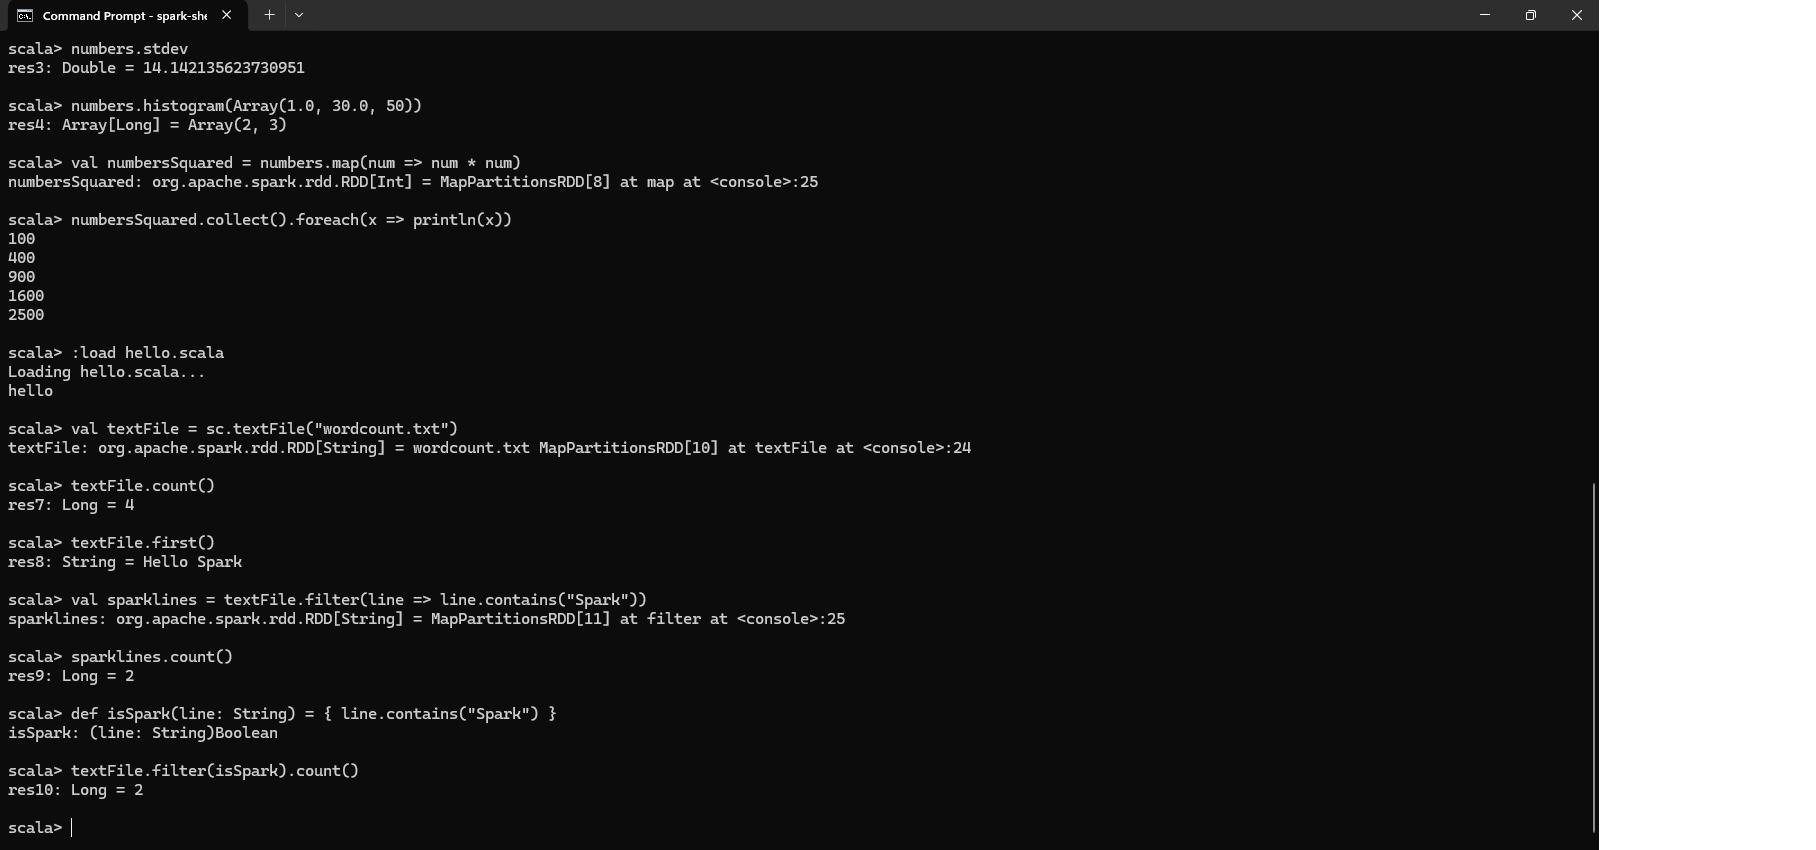 Command Prompt - spark-she
scala> numbers.stdev
res3: Double = 14.142135623730951
scala> numbers.histogram(Array(1.0, 30.0, 50))
res4: Array[Long] = Array(2, 3)
scala> val numbersSquared = numbers.map(num => num * num)
numbersSquared: org.apache.spark.rdd.RDD[Int] = MapPartitionsRDD[8] at map at <console>:25
scala> numbersSquared.collect().foreach(x => println(x))
100
400
900
1600
2500
scala> :load hello.scala
Loading hello.scala...
hello
scala> val textFile = sc.textFile("wordcount.txt")
textFile: org.apache.spark.rdd.RDD[String] = wordcount.txt MapPartitionsRDD[10] at textFile at <console>:24
scala> textFile.count()
res7: Long = 4
scala> textFile.first()
res8: String = Hello Spark
scala> val sparklines = textFile.filter(line => line.contains("Spark"))
sparklines: org.apache.spark.rdd.RDD[String] = MapPartitionsRDD[11] at filter at <console>:25
scala> sparklines.count()
res9: Long = 2
scala> def isSpark(line: String) = { line.contains("Spark") }
isSpark: (line: String)Boolean
scala> textFile.filter(isSpark).count()
res10: Long = 2
scala>